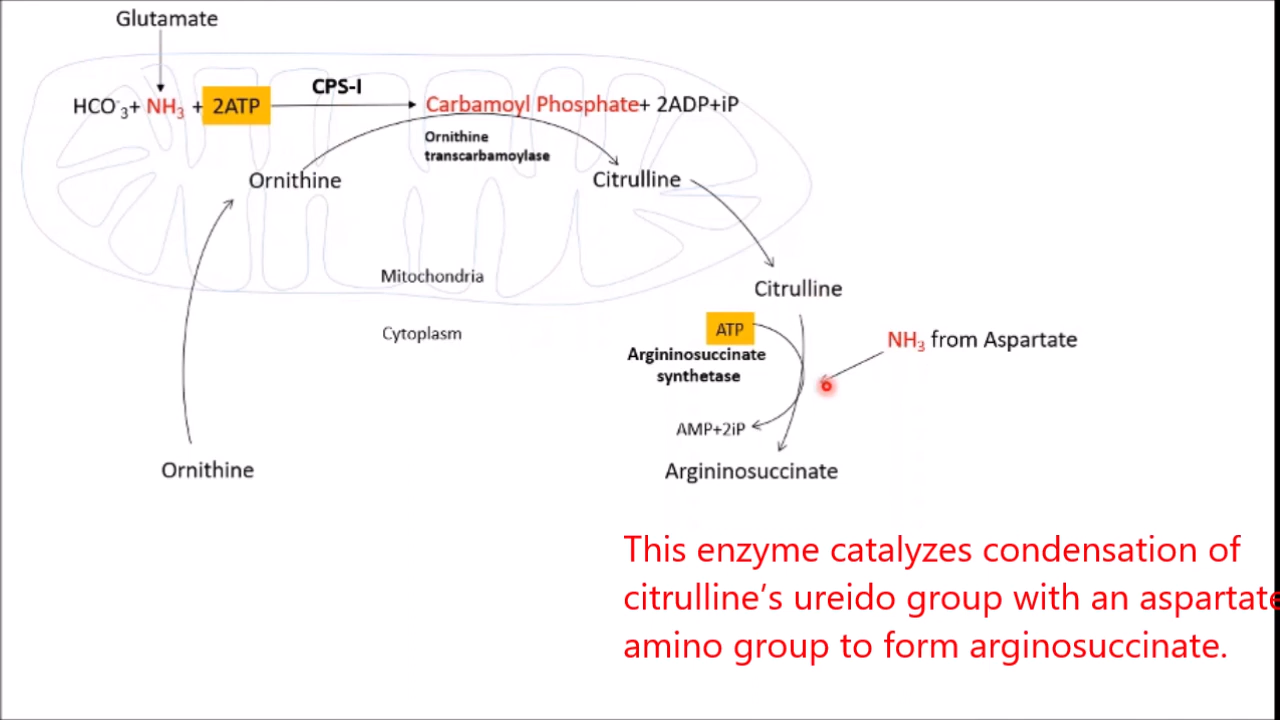 Glutamate
HCO⁻₃+ NH₃ + 2ATP
CPS-I
Carbamoyl Phosphate+ 2ADP+iP
Ornithine
transcarbamoylase
Ornithine
Citrulline
Mitochondria
Citrulline
Cytoplasm
ATP
NH₃ from Aspartate
Argininosuccinate
synthetase
AMP+2iP
Ornithine
Argininosuccinate
This enzyme catalyzes condensation of
citrulline’s ureido group with an aspartate
amino group to form arginosuccinate.